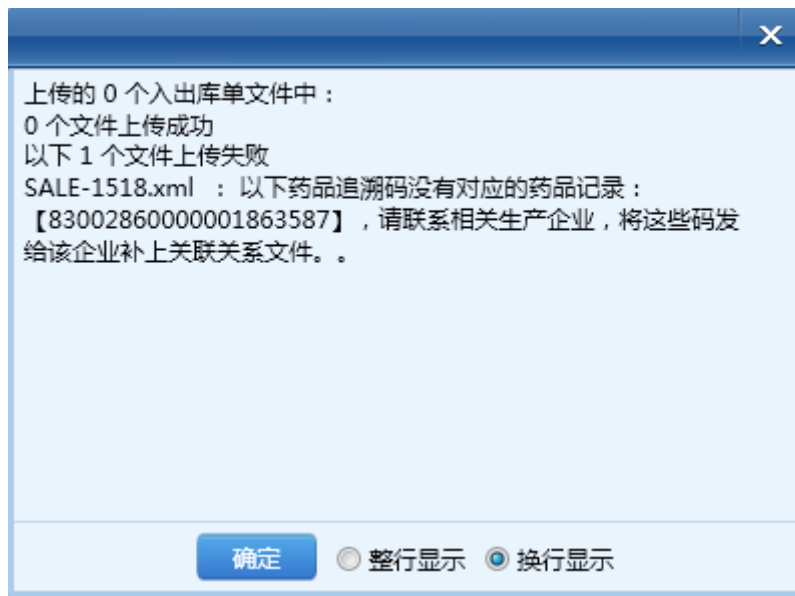 上传的 0 个入出库单文件中：
0 个文件上传成功
以下 1 个文件上传失败
SALE-1518.xml ：以下药品追溯码没有对应的药品记录：
【83002860000001863587】，请联系相关生产企业，将这些码发
给该企业补上关联关系文件。。
确定 整行显示 换行显示